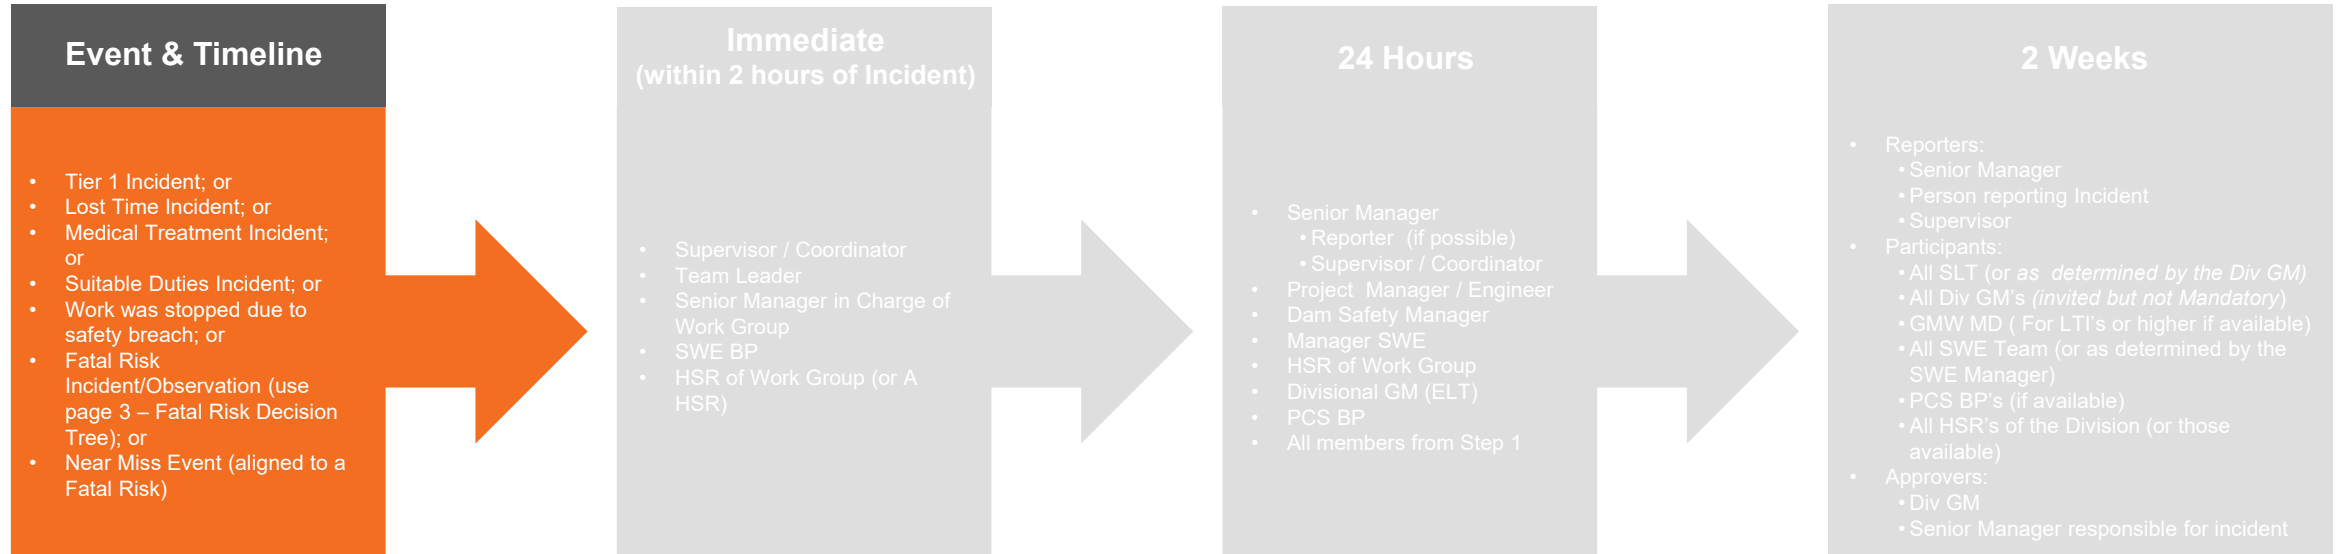 Event & Timeline
• Tier 1 Incident; or
• Lost Time Incident; or
• Medical Treatment Incident;
or
• Suitable Duties Incident; or
• Work was stopped due to
safety breach; or
• Fatal Risk
Incident/Observation (use
page 3 – Fatal Risk Decision
Tree); or
• Near Miss Event (aligned to a
Fatal Risk)
Immediate
(within 2 hours of Incident)
• Supervisor / Coordinator
• Team Leader
• Senior Manager in Charge of
Work Group
• SWE BP
• HSR of Work Group (or A
HSR)
24 Hours
• Senior Manager
• Reporter (if possible)
• Supervisor / Coordinator
• Project Manager / Engineer
• Dam Safety Manager
• Manager SWE
• HSR of Work Group
• Divisional GM (ELT)
• PCS BP
• All members from Step 1
2 Weeks
• Reporters:
• Senior Manager
• Person reporting Incident
• Supervisor
• Participants:
• All SLT (or as determined by the Div GM)
• All Div GM's (invited but not Mandatory)
• GMW MD ( For LTI's or higher if available)
• All SWE Team (or as determined by the
SWE Manager)
• PCS BP's (if available)
• All HSR's of the Division (or those
available)
• Approvers:
• Div GM
• Senior Manager responsible for incident